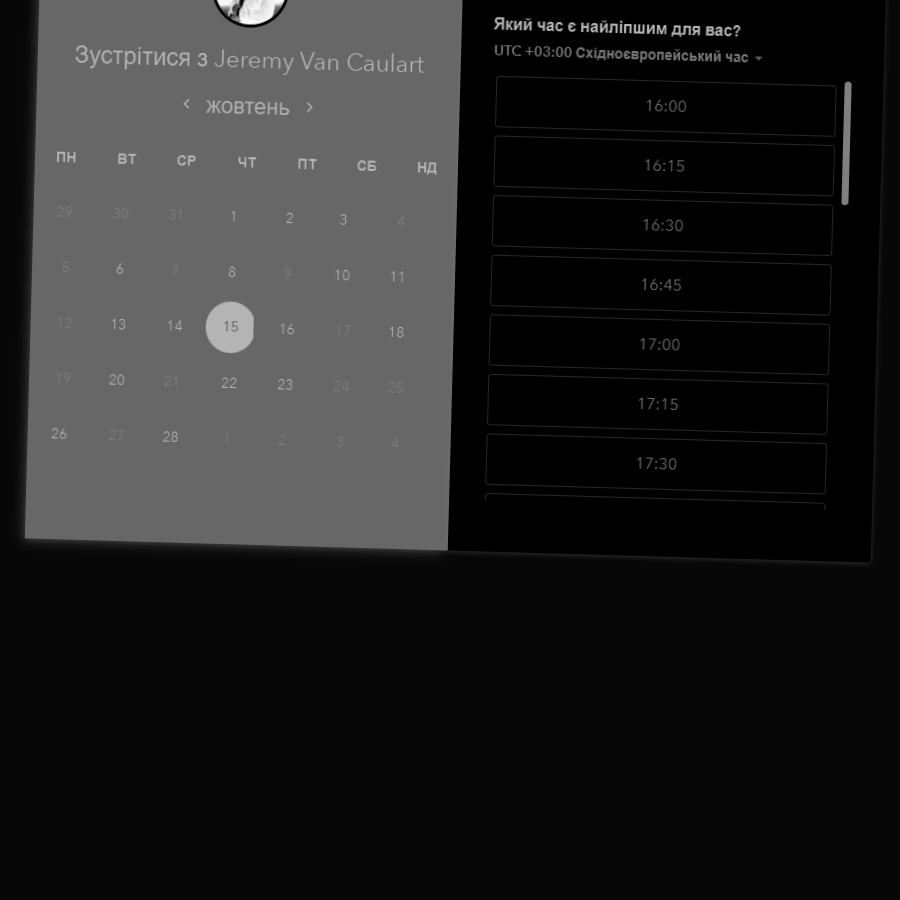 Зустрітися з Jeremy Van Caulart
жовтень
ПН ВТ СР ЧТ ПТ СБ НД
29 30 31 1 2 3 4
5 6 7 8 9 10 11
12 13 14 15 16 17 18
19 20 21 22 23 24 25
26 27 28 1 2 3 4
Який час є найліпшим для вас?
UTC +03:00 Східноєвропейський час
16:00
16:15
16:30
16:45
17:00
17:15
17:30